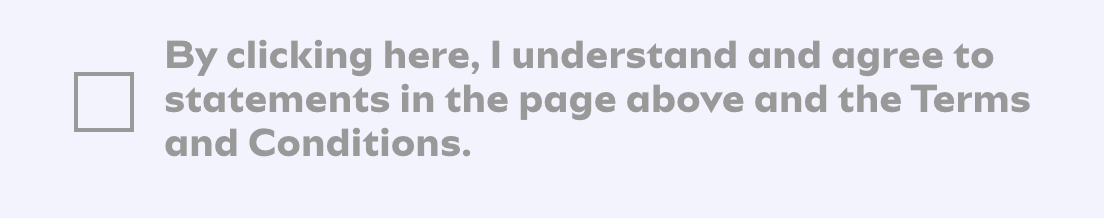 By clicking here, I understand and agree to
statements in the page above and the Terms
and Conditions.